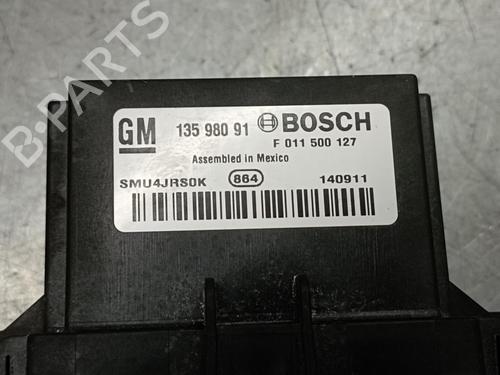 B-PARTS
GM 135 980 91 BOSCH
F 011 500 127
Assembled in Mexico
SMU4JRS0K 864 140911